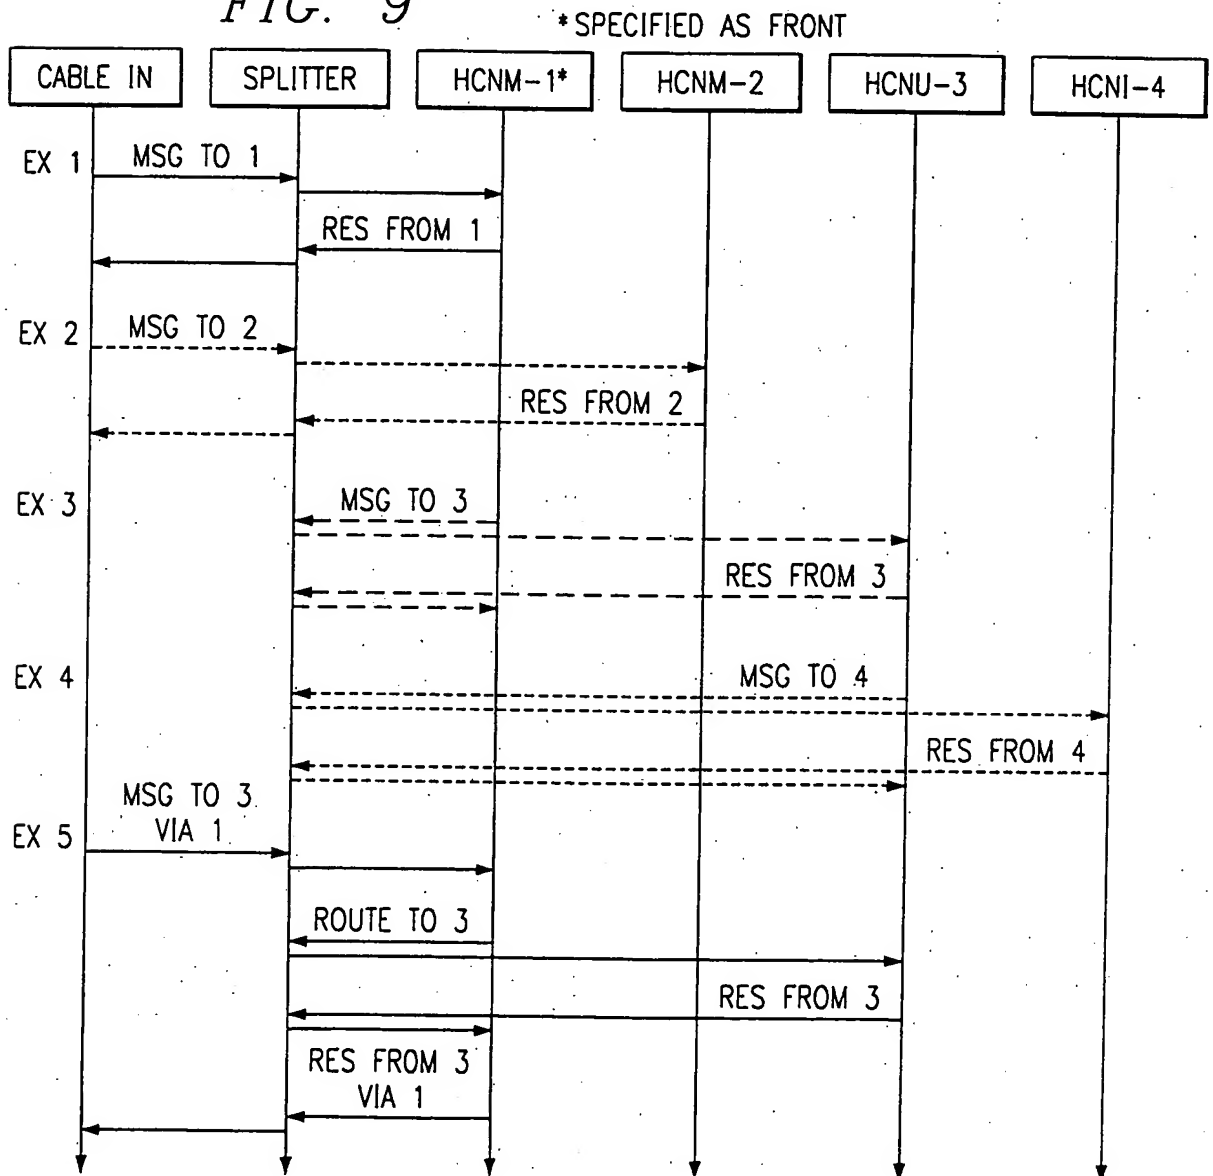 FIG. 9
*SPECIFIED AS FRONT
CABLE IN
SPLITTER
HCNM-1*
HCNM-2
HCNU-3
HCNI-4
EX 1
MSG TO 1
RES FROM 1
EX 2
MSG TO 2
RES FROM 2
EX 3
MSG TO 3
RES FROM 3
EX 4
MSG TO 4
RES FROM 4
EX 5
MSG TO 3
VIA 1
ROUTE TO 3
RES FROM 3
RES FROM 3
VIA 1